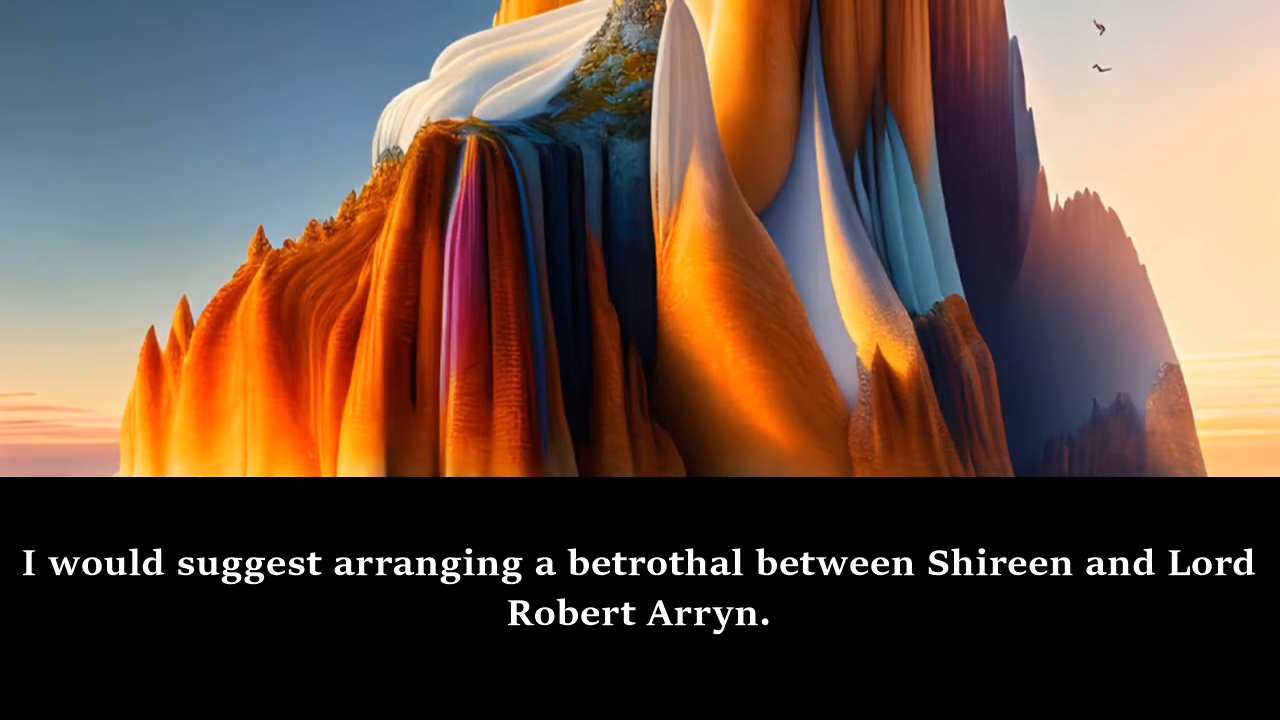 I would suggest arranging a betrothal between Shireen and Lord
Robert Arryn.